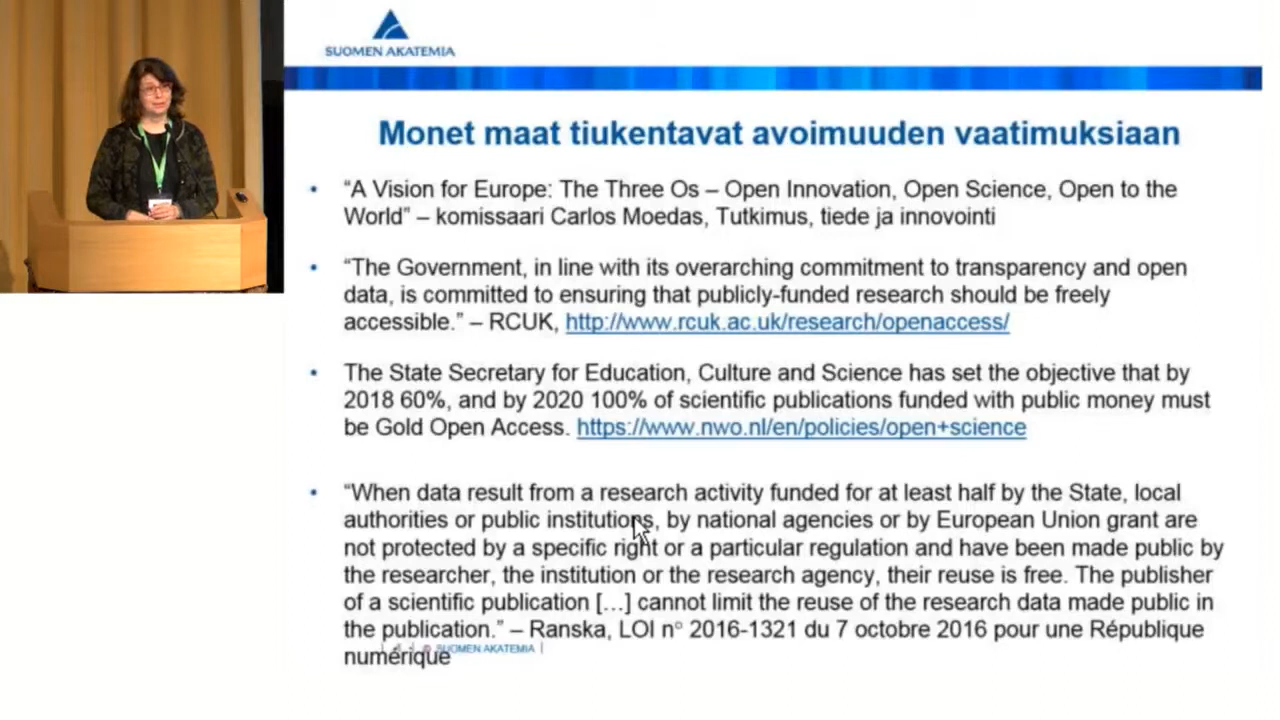 SUOMEN AKATEMIA
Monet maat tiukentavat avoimuuden vaatimuksiaan
• “A Vision for Europe: The Three Os – Open Innovation, Open Science, Open to the
World” – komissaari Carlos Moedas, Tutkimus, tiede ja innovointi
• “The Government, in line with its overarching commitment to transparency and open
data, is committed to ensuring that publicly-funded research should be freely
accessible.” – RCUK, http://www.rcuk.ac.uk/research/openaccess/
• The State Secretary for Education, Culture and Science has set the objective that by
2018 60%, and by 2020 100% of scientific publications funded with public money must
be Gold Open Access. https://www.nwo.nl/en/policies/open+science
• “When data result from a research activity funded for at least half by the State, local
authorities or public institutions, by national agencies or by European Union grant are
not protected by a specific right or a particular regulation and have been made public by
the researcher, the institution or the research agency, their reuse is free. The publisher
of a scientific publication […] cannot limit the reuse of the research data made public in
the publication.” – Ranska, LOI n° 2016-1321 du 7 octobre 2016 pour une République
numérique
© SUOMEN AKATEMIA |